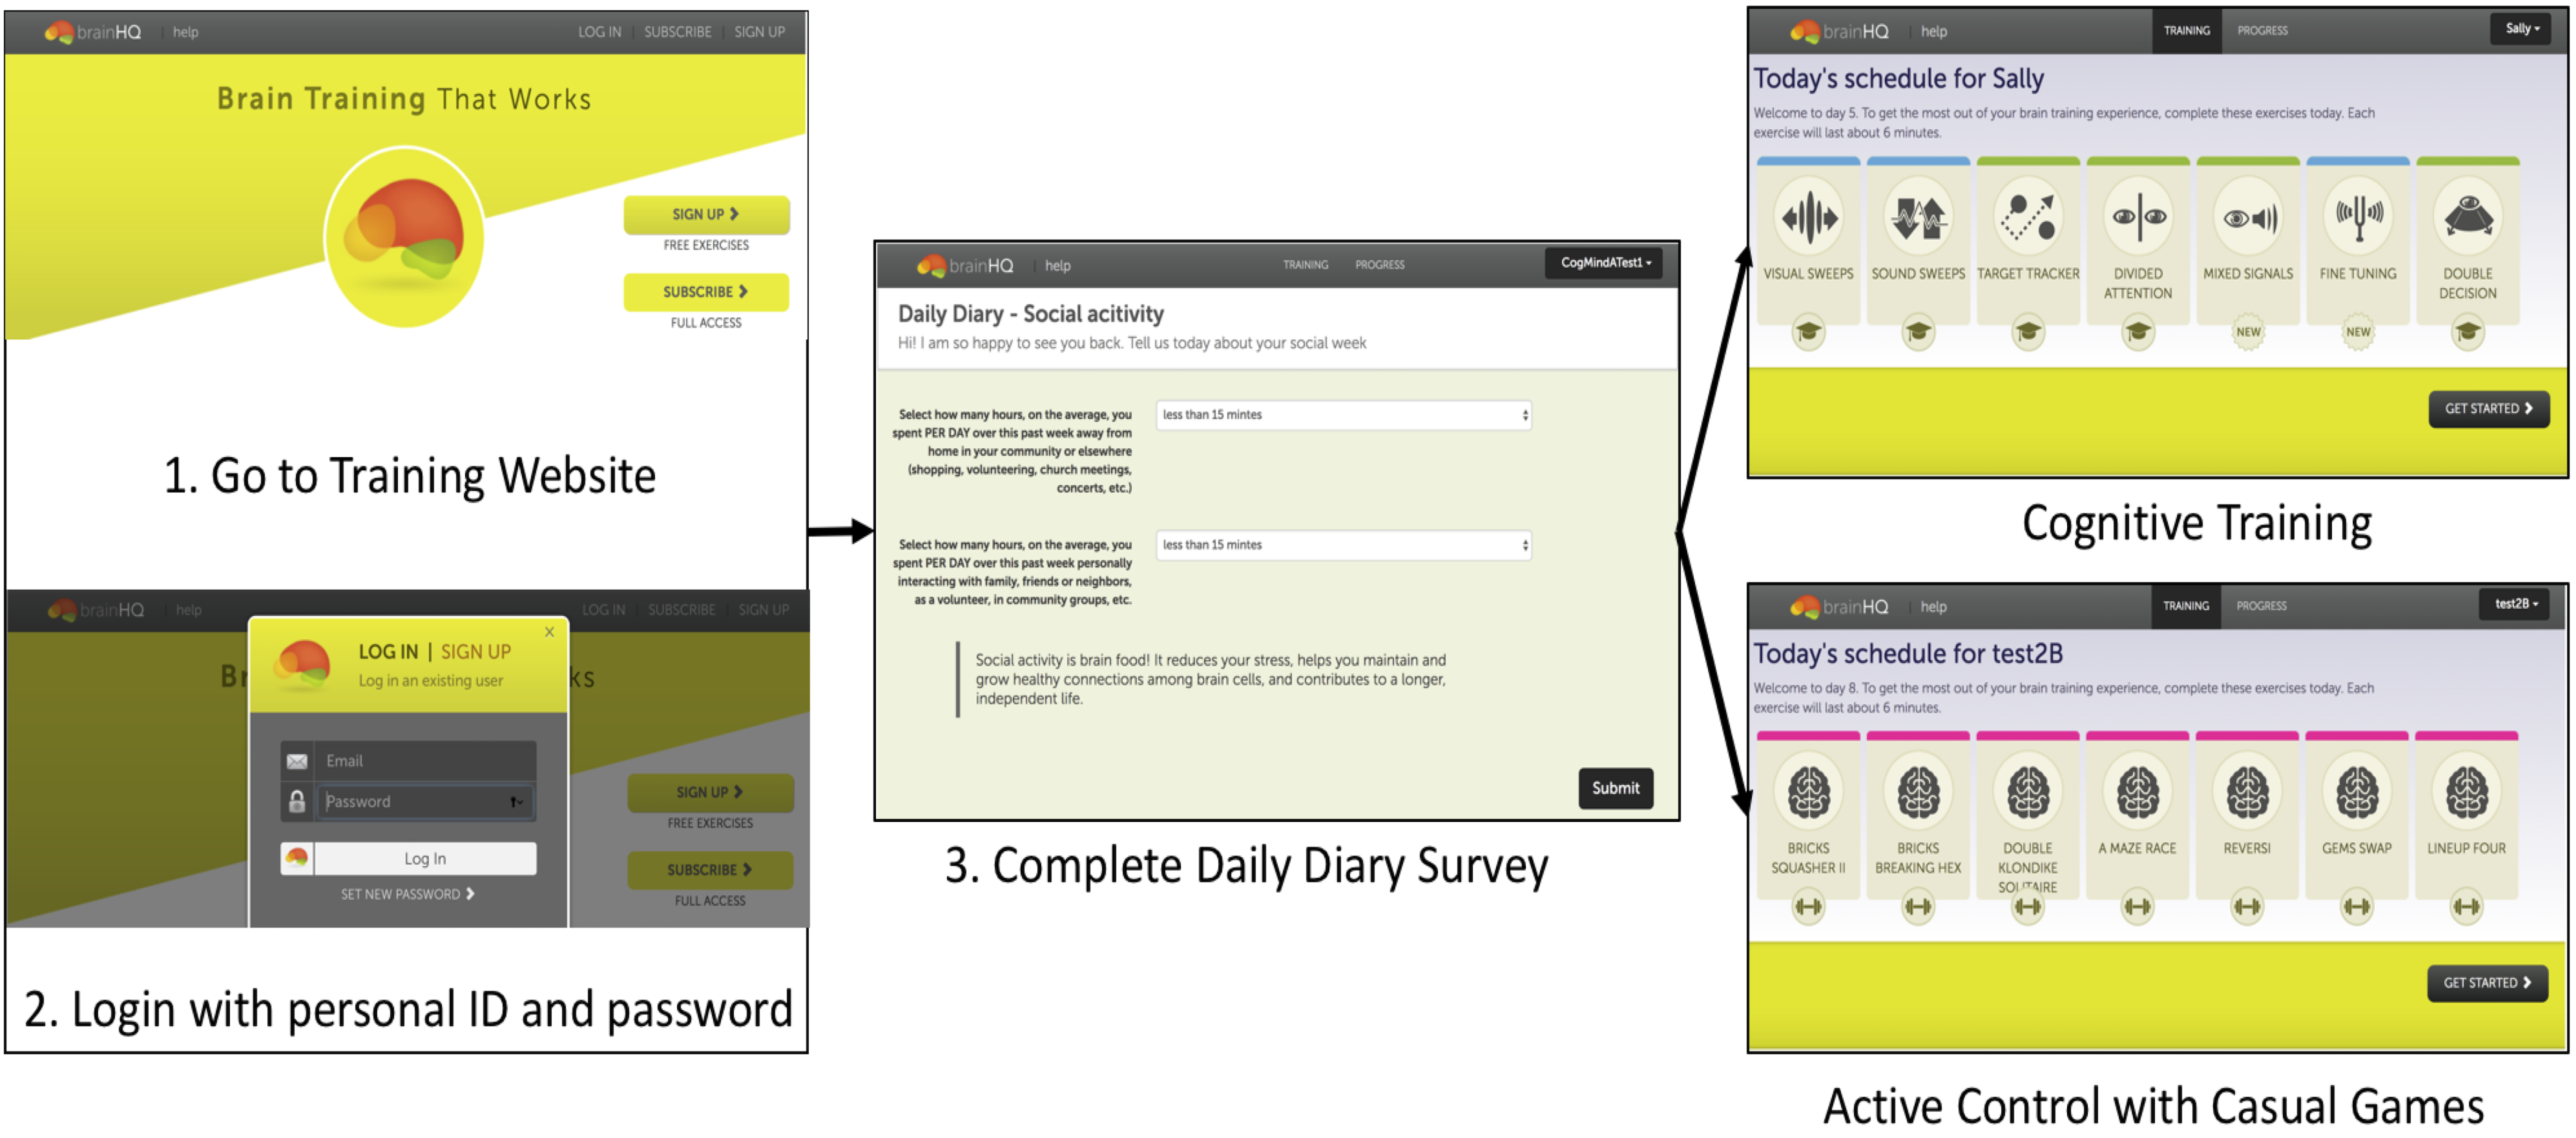 brainHQ help LOG IN SUBSCRIBE SIGN UP
Brain Training That Works
SIGN UP
FREE EXERCISES
SUBSCRIBE
FULL ACCESS
1. Go to Training Website
brainHQ help LOG IN SUBSCRIBE SIGN UP
LOG IN | SIGN UP
Log in an existing user
Br ks
Email
Password
Log In
SET NEW PASSWORD
SIGN UP
FREE EXERCISES
SUBSCRIBE
FULL ACCESS
2. Login with personal ID and password
brainHQ help TRAINING PROGRESS CogMindATest1
Daily Diary - Social acitivity
Hi! I am so happy to see you back. Tell us today about your social week
Select how many hours, on the average, you
spent PER DAY over this past week away from
home in your community or elsewhere
(shopping, volunteering, church meetings,
concerts, etc.)
less than 15 mintes
Select how many hours, on the average, you
spent PER DAY over this past week personally
interacting with family, friends or neighbors,
as a volunteer, in community groups, etc.
less than 15 mintes
Social activity is brain food! It reduces your stress, helps you maintain and
grow healthy connections among brain cells, and contributes to a longer,
independent life.
Submit
3. Complete Daily Diary Survey
brainHQ help TRAINING PROGRESS Sally
Today's schedule for Sally
Welcome to day 5. To get the most out of your brain training experience, complete these exercises today. Each
exercise will last about 6 minutes.
VISUAL SWEEPS
SOUND SWEEPS
TARGET TRACKER
DIVIDED
ATTENTION
MIXED SIGNALS
NEW
FINE TUNING
NEW
DOUBLE
DECISION
GET STARTED
Cognitive Training
brainHQ help TRAINING PROGRESS test2B
Today's schedule for test2B
Welcome to day 8. To get the most out of your brain training experience, complete these exercises today. Each
exercise will last about 6 minutes.
BRICKS
SQUASHER II
BRICKS
BREAKING HEX
DOUBLE
KLONDIKE
SOLITAIRE
A MAZE RACE
REVERSI
GEMS SWAP
LINEUP FOUR
GET STARTED
Active Control with Casual Games